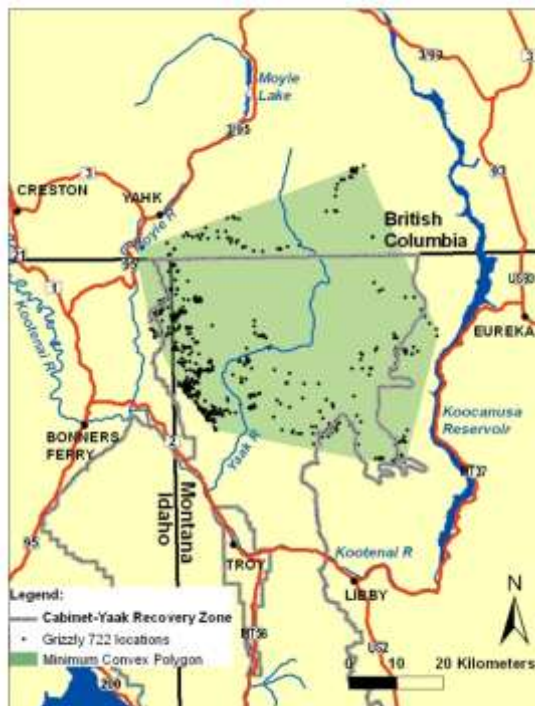 3/93
3
Moyie
Lake
3/95
93
3
CRESTON
YAHK
Moyie R
British
Columbia
21
95
1
US93
Kootenai R
EUREKA
Koocanusa
Reservoir
BONNERS
FERRY
2
Yaak R
MT37
Montana
Idaho
95
Kootenai R
TROY
LIBBY
N
Legend:
Cabinet-Yaak Recovery Zone
Grizzly 722 locations
Minimum Convex Polygon
MT56
US2
200
0 10 20 Kilometers